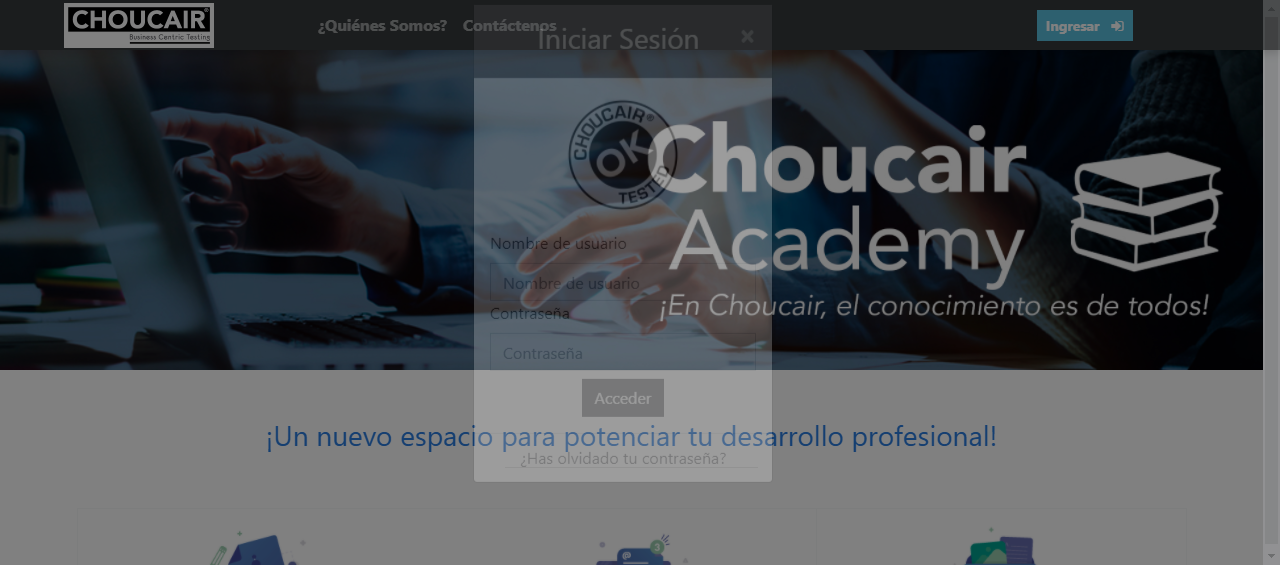 CHOUCAIR®
Business Centric Testing
¿Quiénes Somos? Contáctenos
Ingresar
Iniciar Sesión
×
CHOUCAIR®
OK
TESTED
Choucair
Academy
¡En Choucair, el conocimiento es de todos!
Nombre de usuario
Nombre de usuario
Contraseña
Contraseña
Acceder
¡Un nuevo espacio para potenciar tu desarrollo profesional!
¿Has olvidado tu contraseña?
@
3